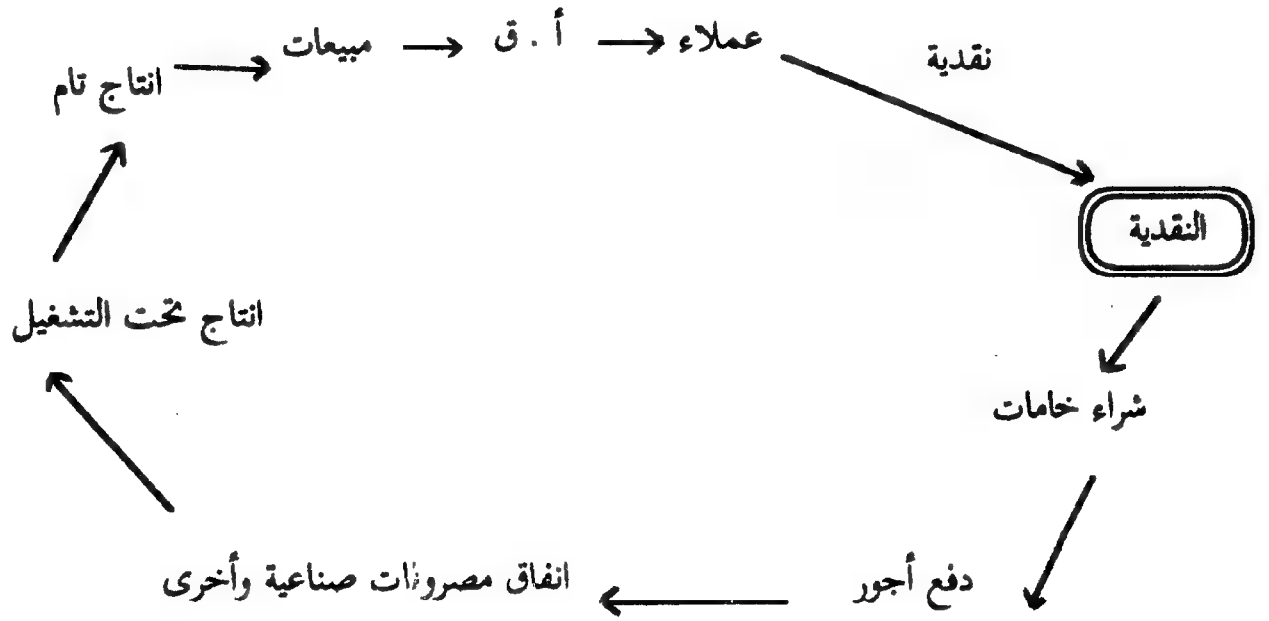 مبيعات
أ . ق
عملاء
نقدية
انتاج تام
النقدية
انتاج تحت التشغيل
شراء خامات
دفع أجور
انفاق مصروفات صناعية وأخرى